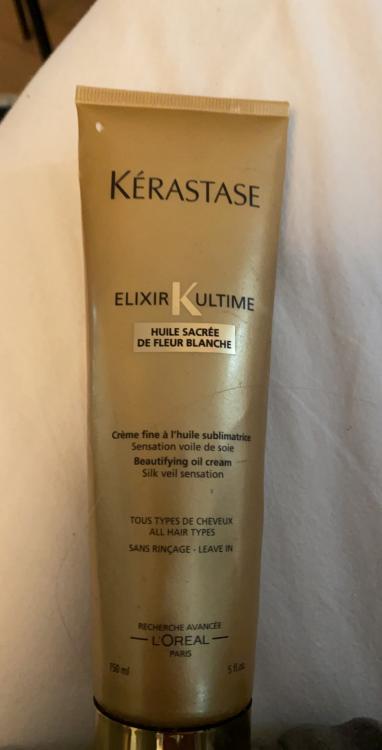 KÉRASTASE
ELIXIR K ULTIME
HUILE SACRÉE
DE FLEUR BLANCHE
Crème fine à l'huile sublimatrice
Sensation voile de soie
Beautifying oil cream
Silk veil sensation
TOUS TYPES DE CHEVEUX
ALL HAIR TYPES
SANS RINÇAGE - LEAVE IN
RECHERCHE AVANCÉE
L'ORÉAL
PARIS
150 ml 5 fl.oz.